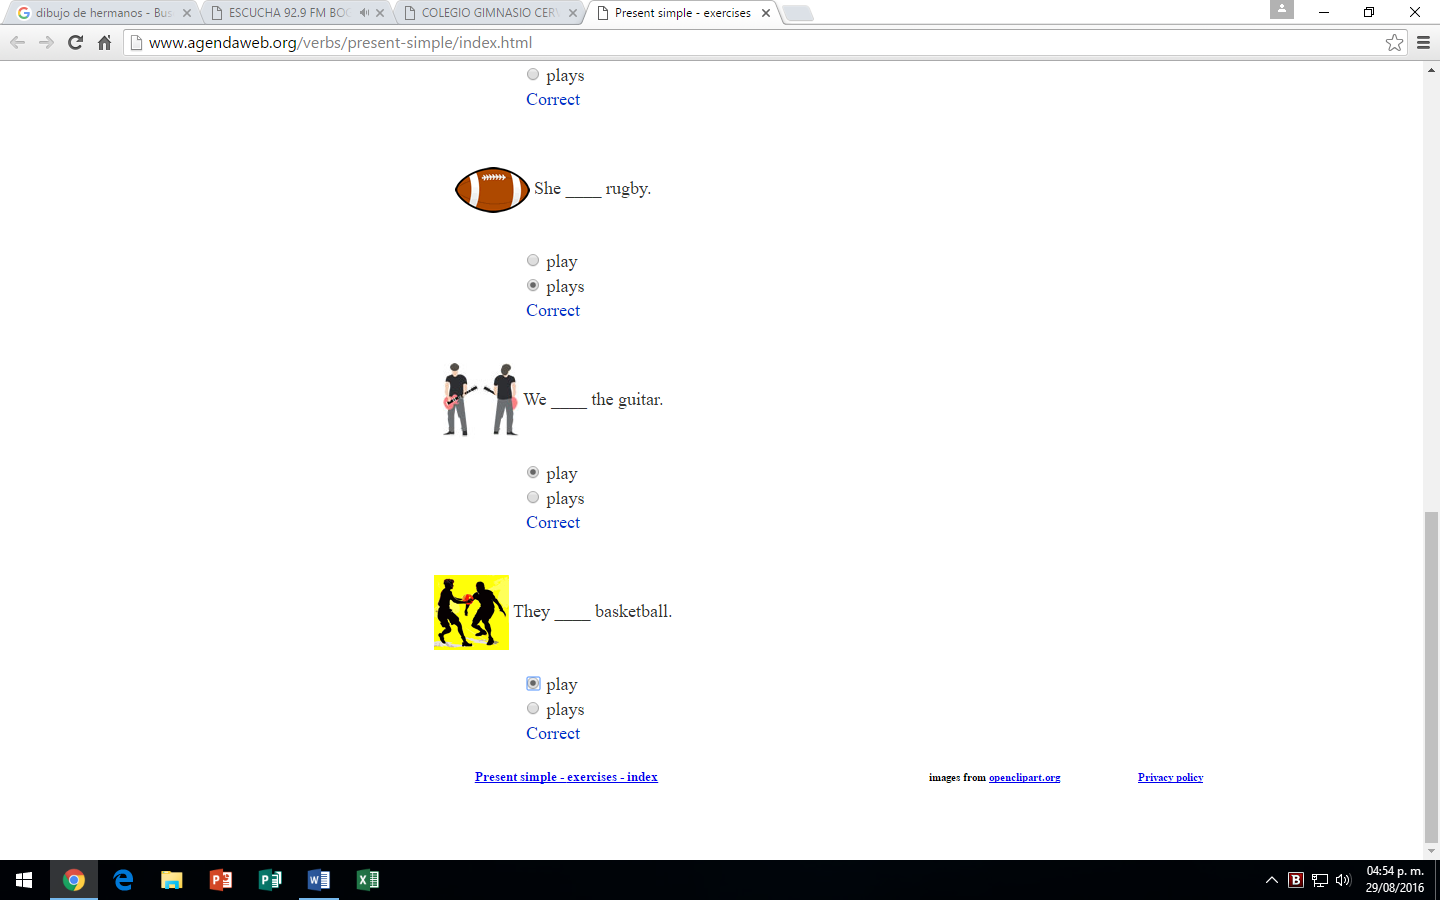 dibujo de hermanos - Bus
ESCUCHA 92.9 FM BOG
COLEGIO GIMNASIO CER
Present simple - exercises
www.agendaweb.org/verbs/present-simple/index.html
plays
Correct
She ____ rugby.
play
plays
Correct
We ____ the guitar.
play
plays
Correct
They ____ basketball.
play
plays
Correct
Present simple - exercises - index
images from openclipart.org
Privacy policy
04:54 p. m.
29/08/2016